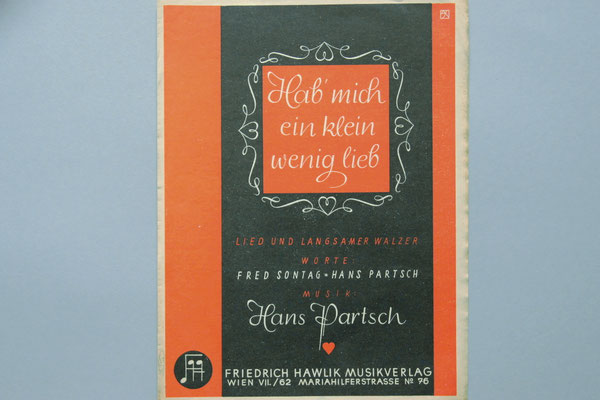 Hab' mich
ein klein
wenig lieb
LIED UND LANGSAMER WALZER
WORTE:
FRED SONTAG * HANS PARTSCH
MUSIK:
Hans Partsch
FRIEDRICH HAWLIK MUSIKVERLAG
WIEN VII./62 MARIAHILFERSTRASSE No 76